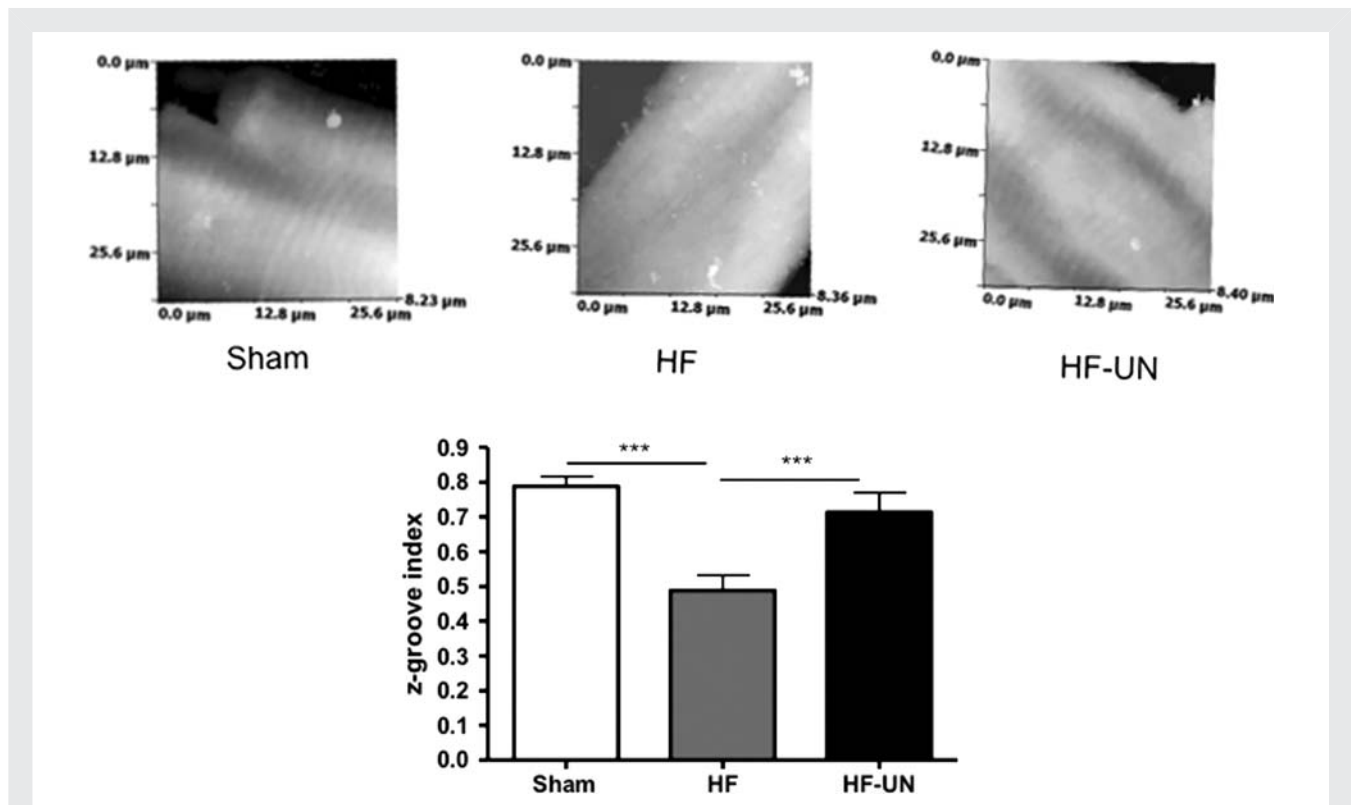 0.0 µm
12.8 µm
25.6 µm
0.0 µm 12.8 µm 25.6 µm
8.23 µm
Sham
0.0 µm
12.8 µm
25.6 µm
0.0 µm 12.8 µm 25.6 µm
8.36 µm
HF
0.0 µm
12.8 µm
25.6 µm
0.0 µm 12.8 µm 25.6 µm
8.40 µm
HF-UN
z-groove index
0.9
0.8
0.7
0.6
0.5
0.4
0.3
0.2
0.1
0.0
*** ***
Sham HF HF-UN